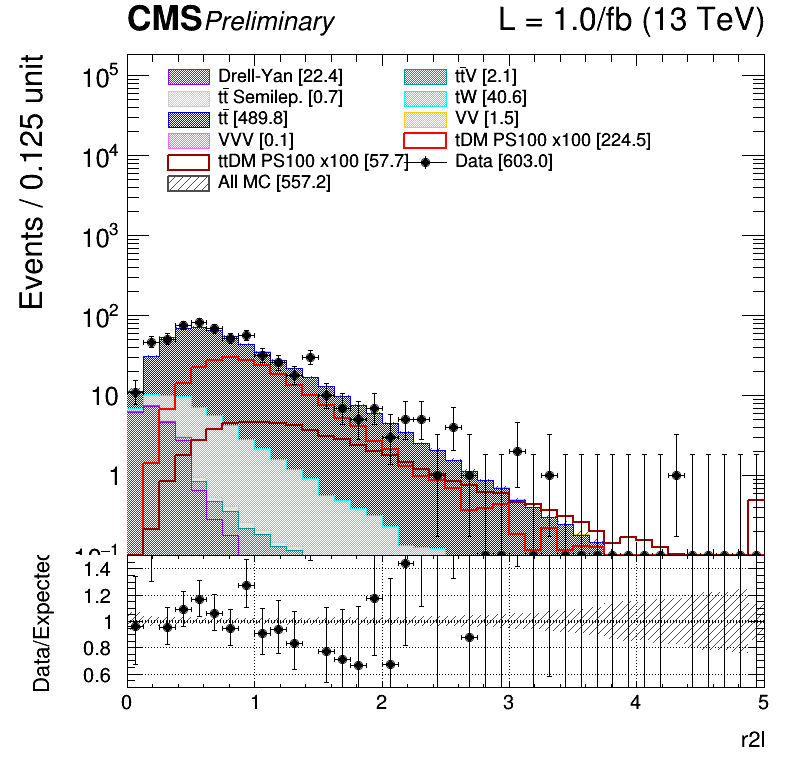 CMS Preliminary L = 1.0/fb (13 TeV)
Events / 0.125 unit
10⁵
10⁴
10³
10²
10
1
10⁻¹
Drell-Yan [22.4]
tt̄ Semilep. [0.7]
tt̄ [489.8]
VVV [0.1]
ttDM PS100 x100 [57.7]
All MC [557.2]
tt̄V [2.1]
tW [40.6]
VV [1.5]
tDM PS100 x100 [224.5]
Data [603.0]
Data/Expected
1.4
1.2
1
0.8
0.6
0 1 2 3 4 5
r2l